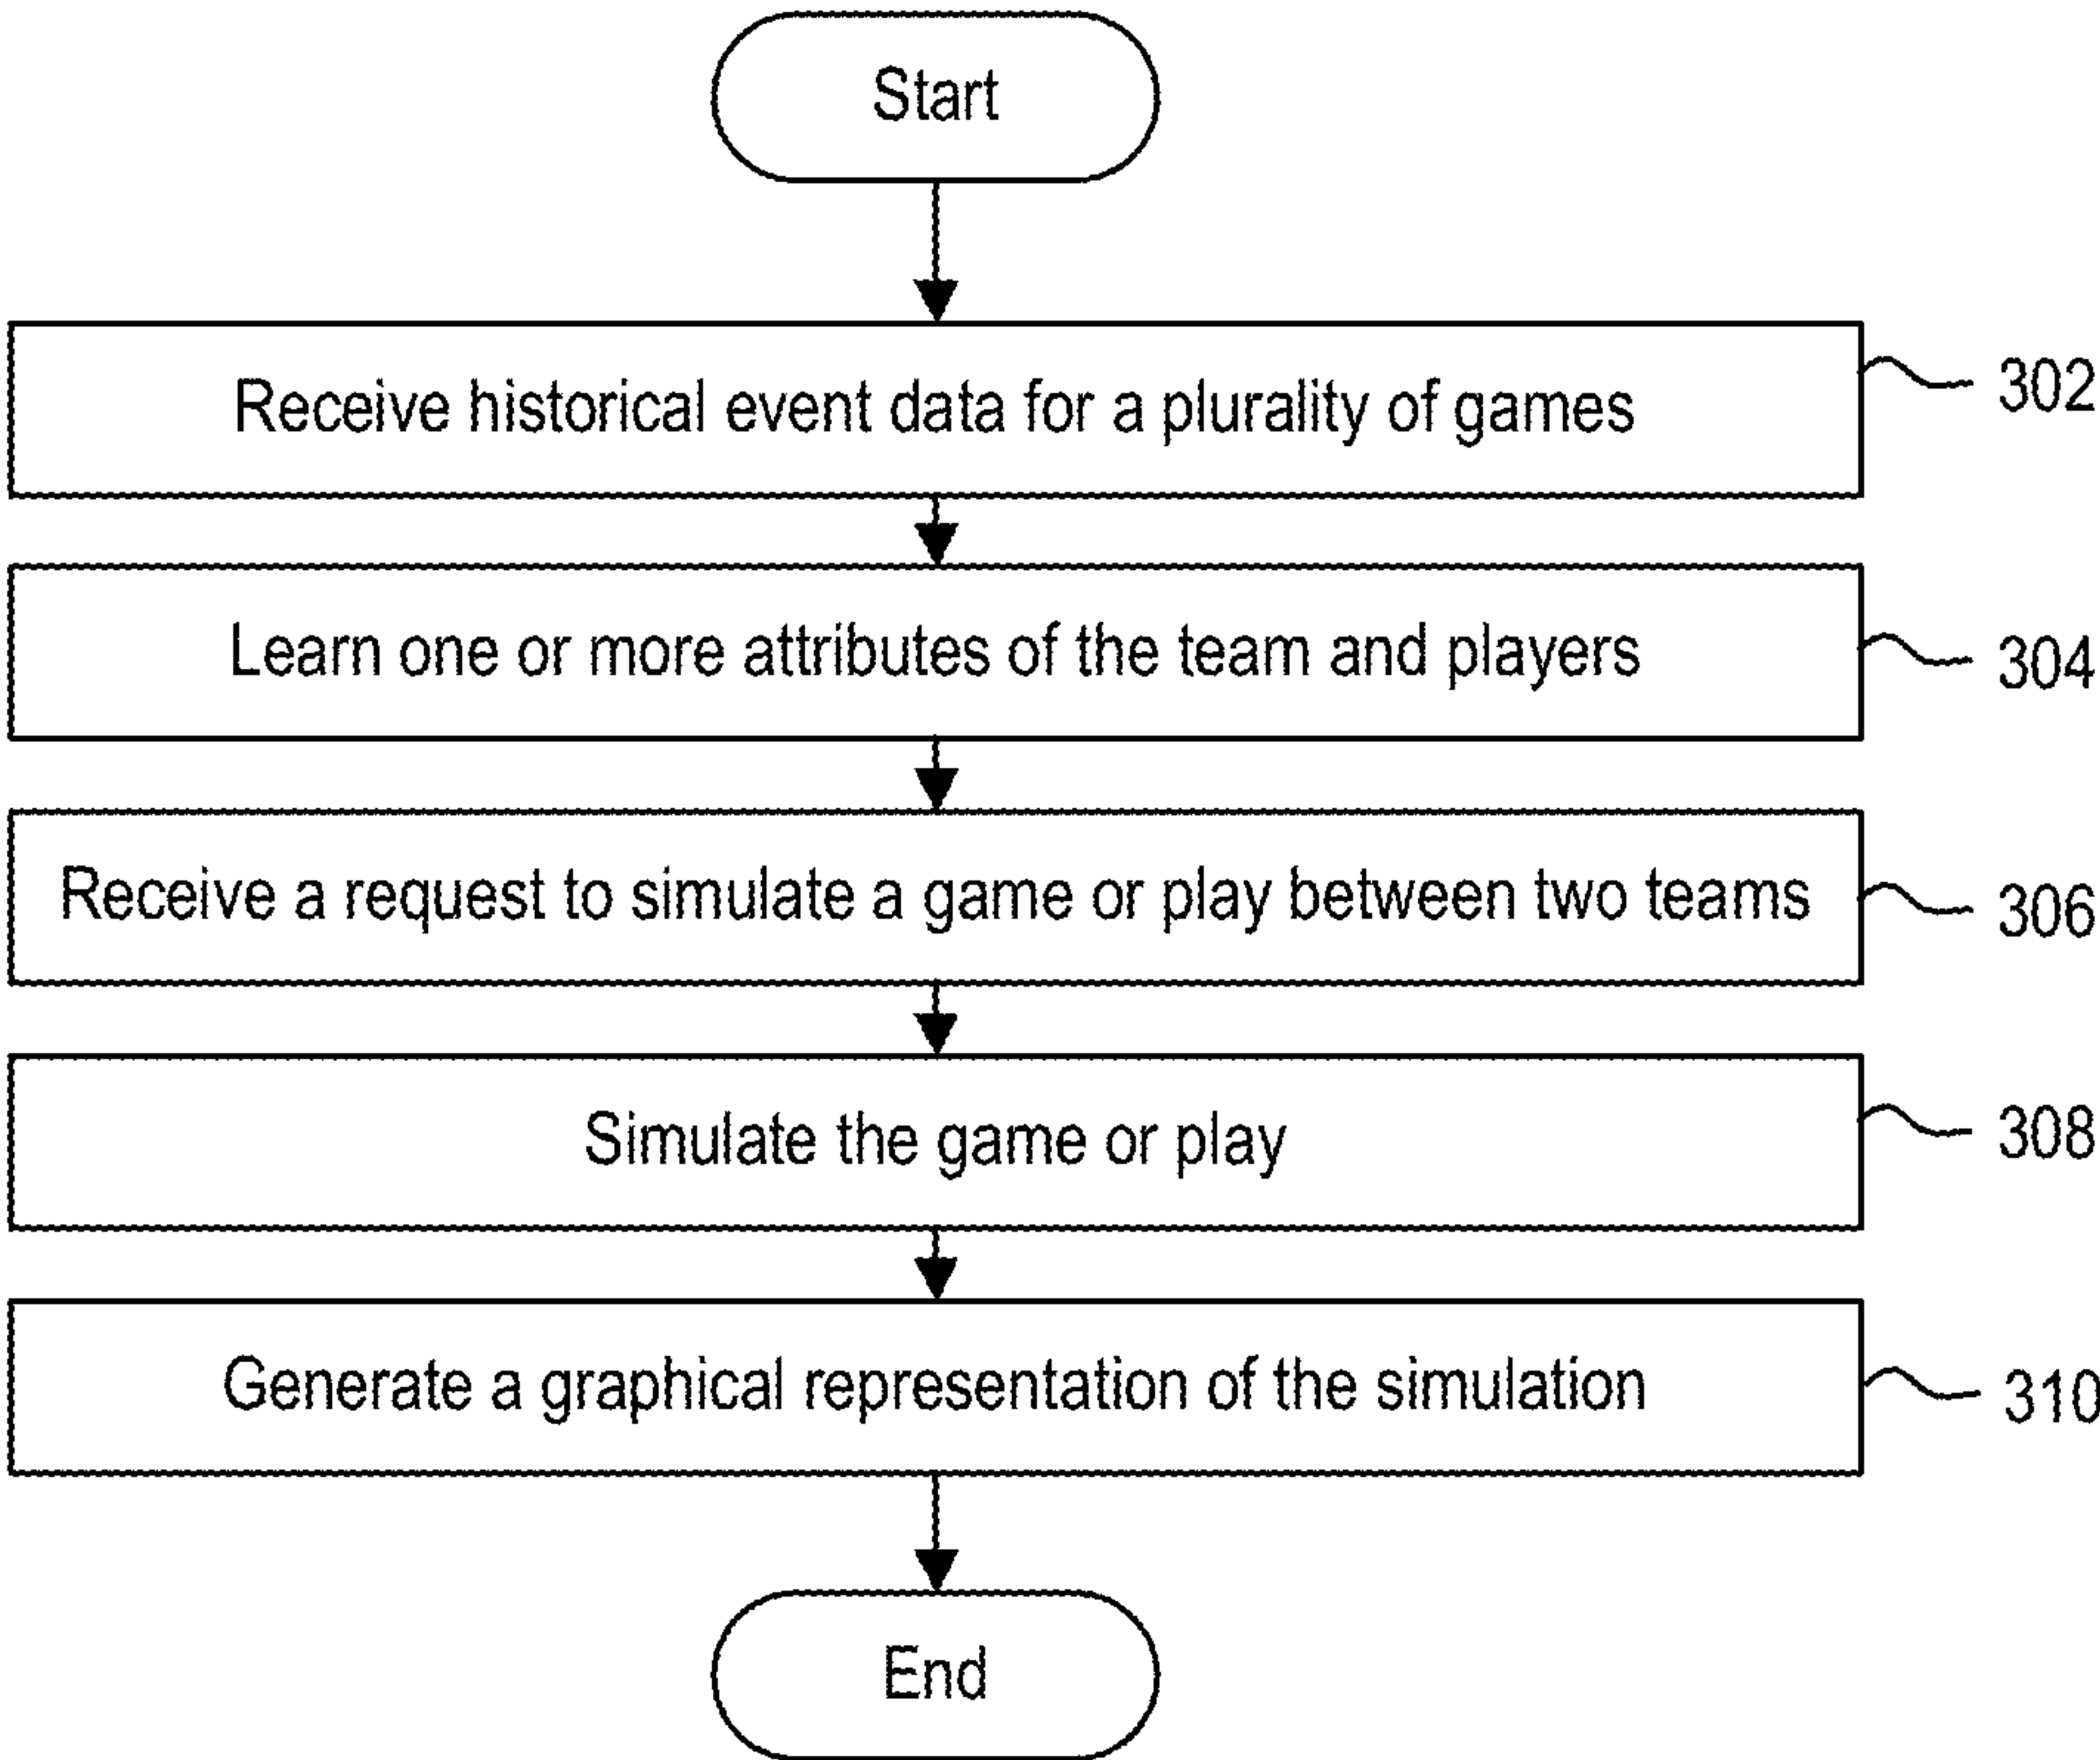 Start
Receive historical event data for a plurality of games
302
Learn one or more attributes of the team and players
304
Receive a request to simulate a game or play between two teams
306
Simulate the game or play
308
Generate a graphical representation of the simulation
310
End